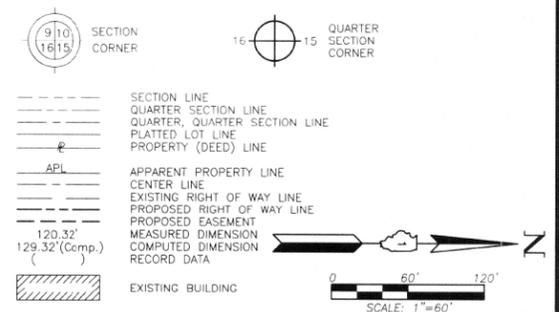 9 10 SECTION
16 15 CORNER
16 15
QUARTER
SECTION
CORNER
SECTION LINE
QUARTER SECTION LINE
QUARTER, QUARTER SECTION LINE
PLATTED LOT LINE
PROPERTY (DEED) LINE
APL APPARENT PROPERTY LINE
CENTER LINE
EXISTING RIGHT OF WAY LINE
PROPOSED RIGHT OF WAY LINE
PROPOSED EASEMENT
120.32' MEASURED DIMENSION
129.32'(Comp.) COMPUTED DIMENSION
( ) RECORD DATA
N
EXISTING BUILDING
0 60' 120'
SCALE: 1"=60'